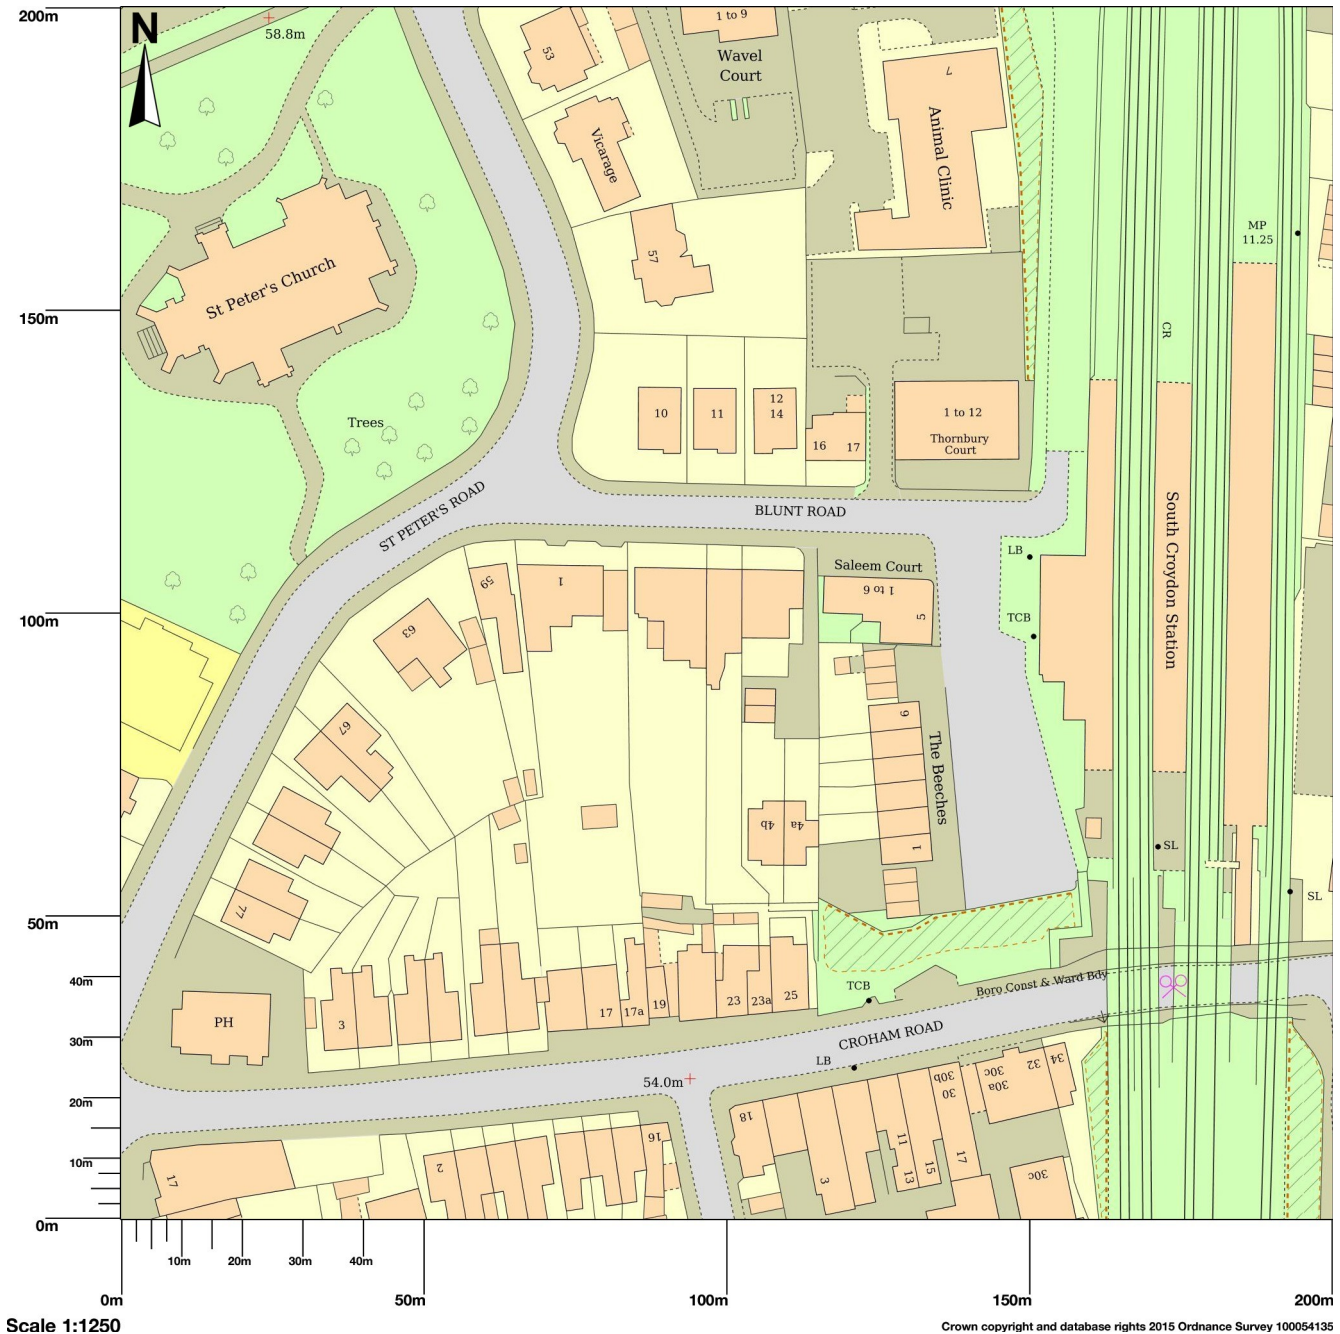 200m
N
58.8m
53
1 to 9
Wavel
Court
7
Animal Clinic
Vicarage
MP
11.25
57
St Peter's Church
150m
CR
10
11
12
14
16
17
1 to 12
Thornbury
Court
Trees
ST PETER'S ROAD
BLUNT ROAD
South Croydon Station
LB
Saleem Court
1 to 6
5
59
1
63
100m
TCB
67
6
The Beeches
4b
4a
1
SL
SL
77
50m
40m
30m
20m
10m
0m
PH
3
17
17a
19
23
23a
25
TCB
Boro Const & Ward Bdy
CROHAM ROAD
LB
54.0m
18
3
11
13
15
17
30b
30
30c
30a
32
34
30c
17
2
16
10m
20m
30m
40m
0m
50m
100m
150m
200m
Scale 1:1250
Crown copyright and database rights 2015 Ordnance Survey 100054135